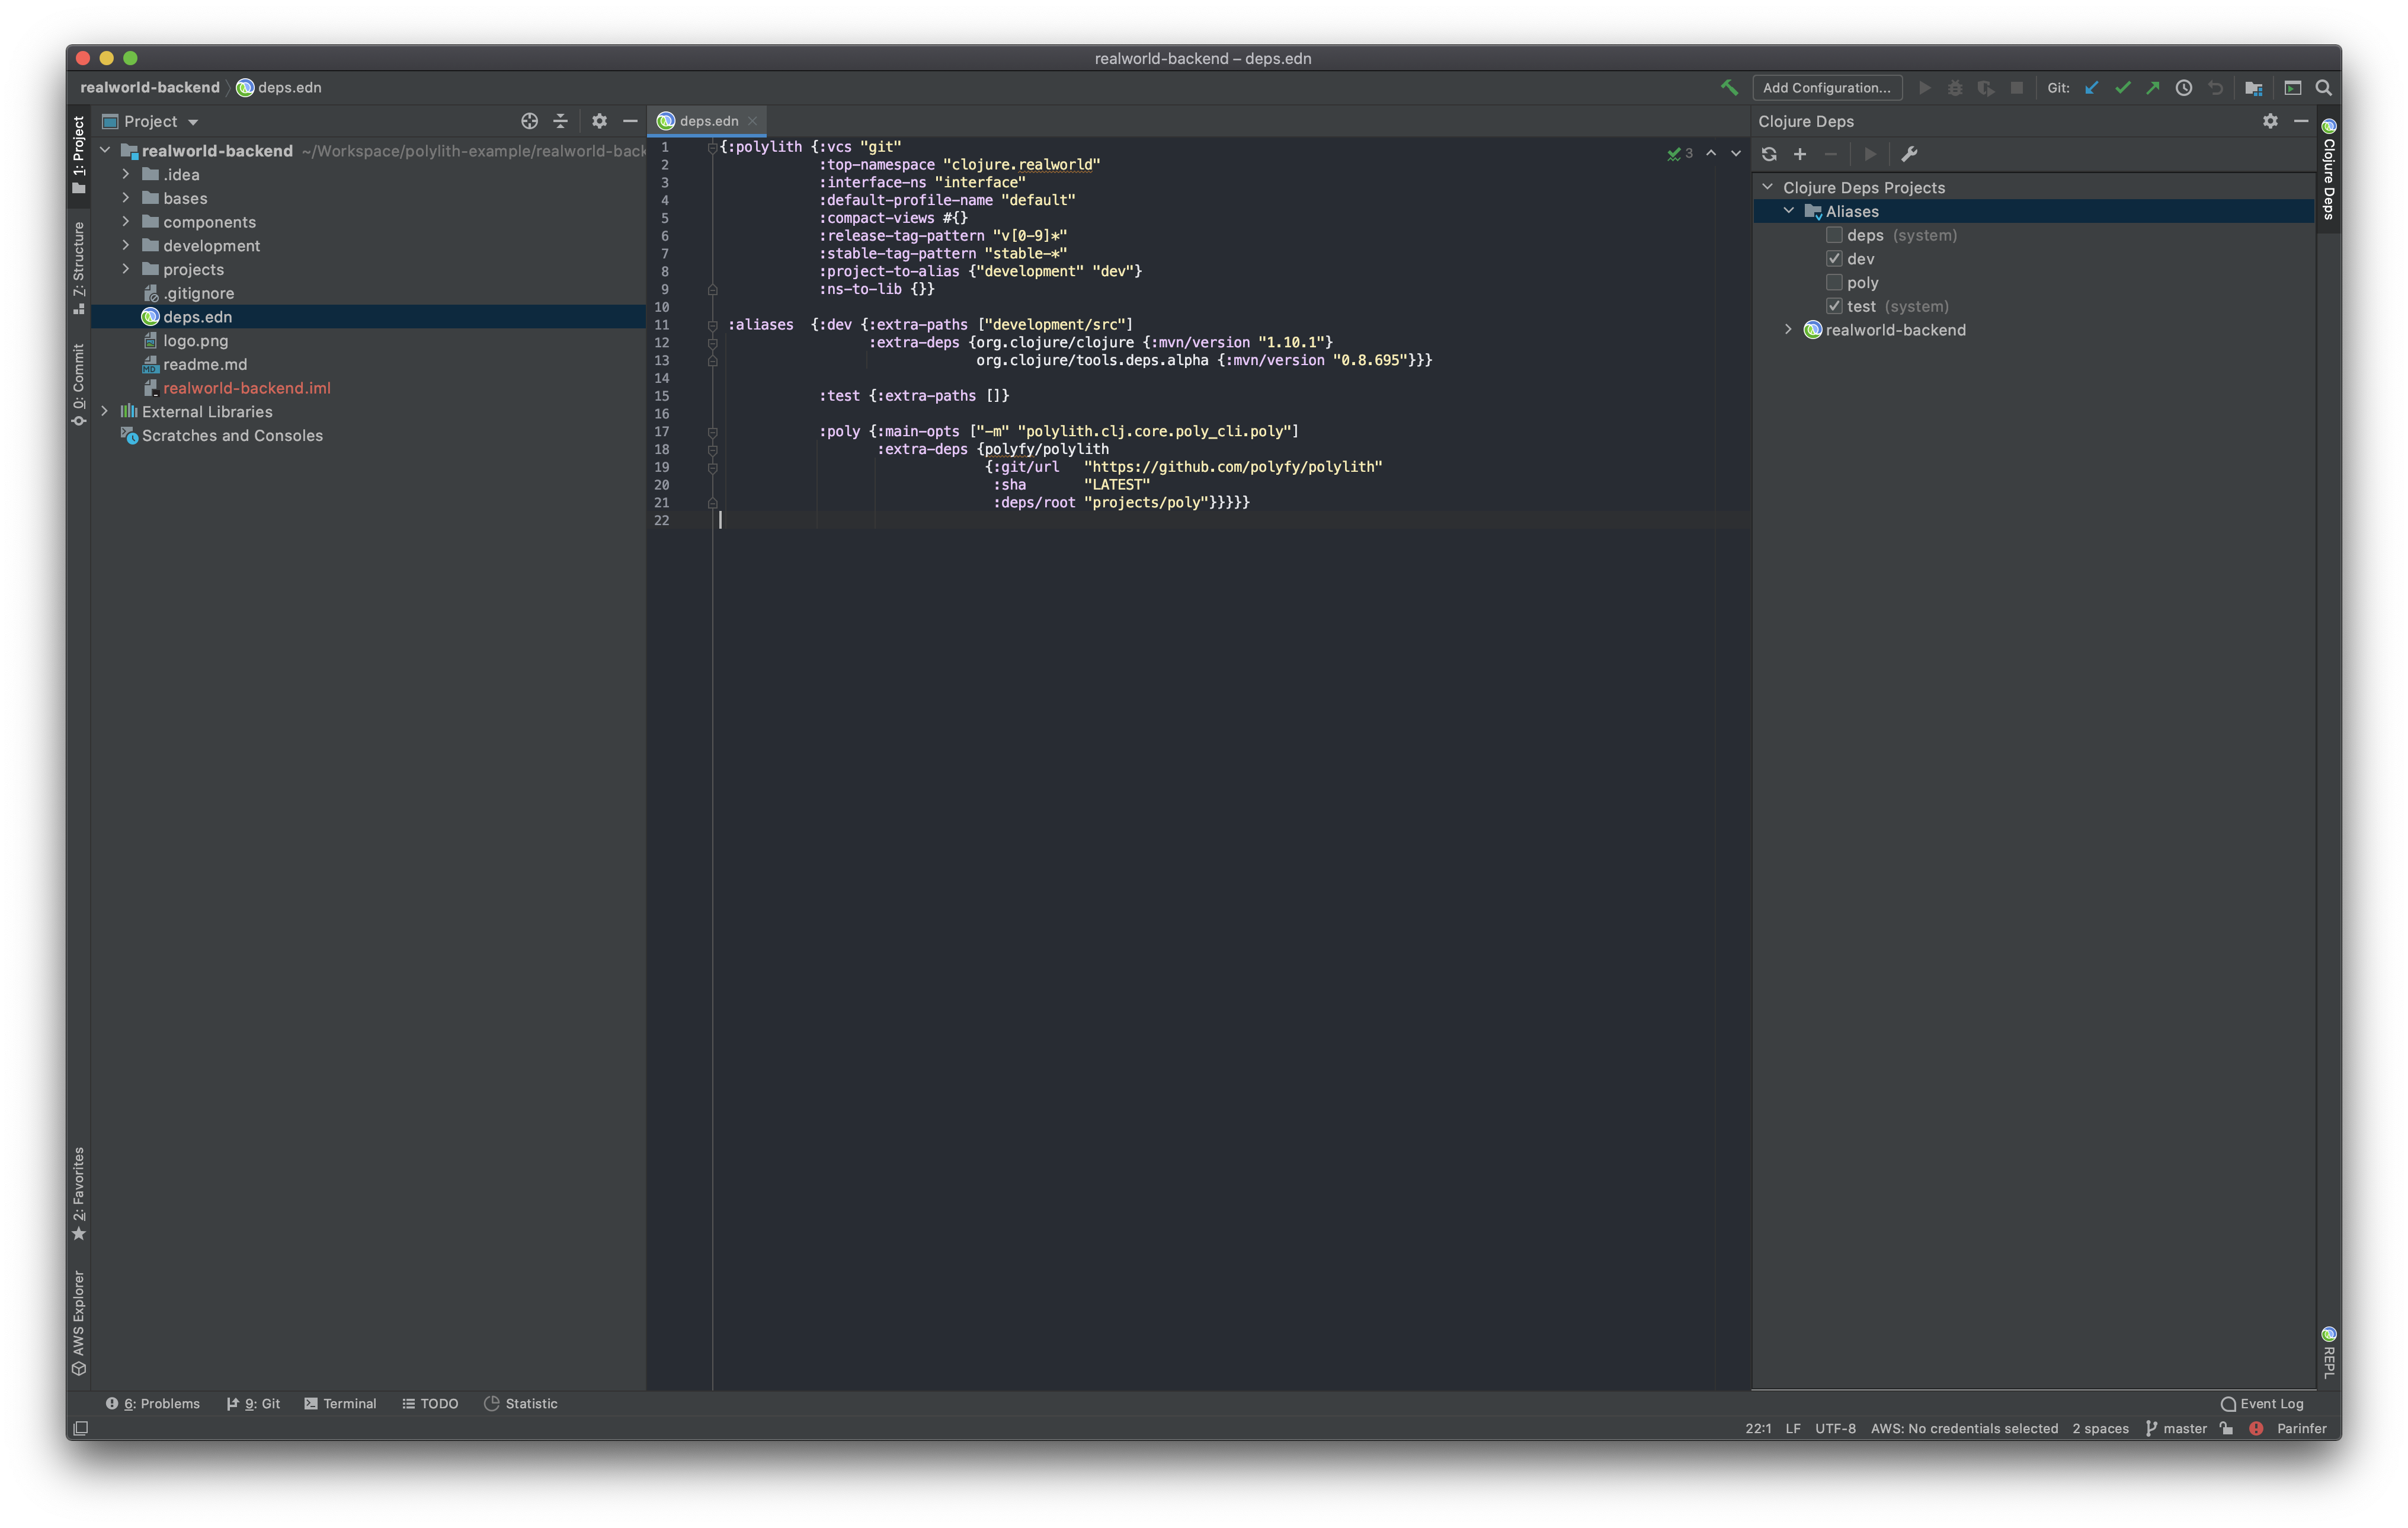 realworld-backend – deps.edn
realworld-backend deps.edn
Add Configuration... Git:
1: Project
7: Structure
0: Commit
2: Favorites
AWS Explorer
Project
realworld-backend ~/Workspace/polylith-example/realworld-back
.idea
bases
components
development
projects
.gitignore
deps.edn
logo.png
readme.md
realworld-backend.iml
External Libraries
Scratches and Consoles
deps.edn
3
1 {:polylith {:vcs "git"
2 :top-namespace "clojure.realworld"
3 :interface-ns "interface"
4 :default-profile-name "default"
5 :compact-views #{}
6 :release-tag-pattern "v[0-9]*"
7 :stable-tag-pattern "stable-*"
8 :project-to-alias {"development" "dev"}
9 :ns-to-lib {}}
10
11 :aliases {:dev {:extra-paths ["development/src"]
12 :extra-deps {org.clojure/clojure {:mvn/version "1.10.1"}
13 org.clojure/tools.deps.alpha {:mvn/version "0.8.695"}}}
14
15 :test {:extra-paths []}
16
17 :poly {:main-opts ["-m" "polylith.clj.core.poly_cli.poly"]
18 :extra-deps {polyfy/polylith
19 {:git/url "https://github.com/polyfy/polylith"
20 :sha "LATEST"
21 :deps/root "projects/poly"}}}}}
22
Clojure Deps
Clojure Deps Projects
Aliases
deps (system)
dev
poly
test (system)
realworld-backend
Clojure Deps
REPL
6: Problems 9: Git Terminal TODO Statistic Event Log
22:1 LF UTF-8 AWS: No credentials selected 2 spaces master Parinfer